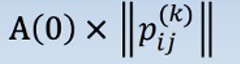 A(0) × ‖p_{ij}^{(k)}‖